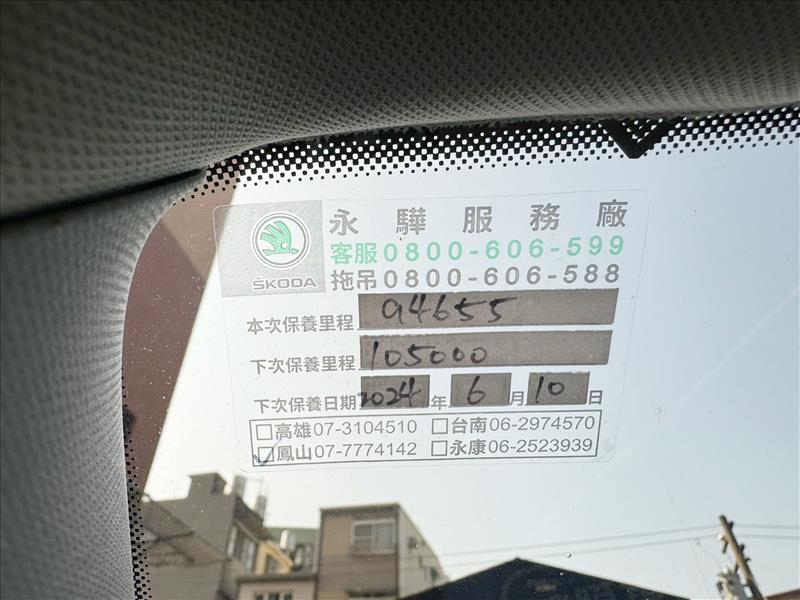 永驊服務廠
客服0800-606-599
ŠKODA
拖吊0800-606-588
本次保養里程 94655
下次保養里程 105000
下次保養日期 2024 年 6 月 10 日
□高雄07-3104510 □台南06-2974570
☑鳳山07-7774142 □永康06-2523939